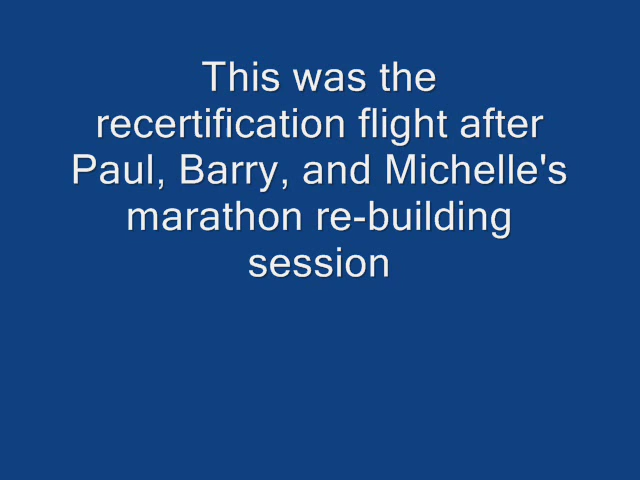 This was the
recertification flight after
Paul, Barry, and Michelle's
marathon re-building
session